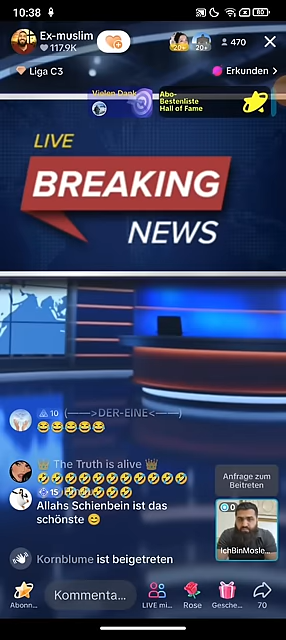 10:38
80
Ex-muslim
117.9K
20+
20+
470
Liga C3
Erkunden
Vielen Dank
Abo-
Bestenliste
Hall of Fame
LIVE
BREAKING
NEWS
10 (——>DER-EINE<——)
😂😂😂😂😂
👑 The Truth is alive 👑
🤣🤣🤣🤣🤣🤣🤣🤣🤣🤣🤣
15
Allahs Schienbein ist das
schönste 😊
Anfrage zum
Beitreten
0
IchBinMosle...
Kornblume ist beigetreten
Abonn...
Kommenta...
LIVE mi...
Rose
Gesche...
70